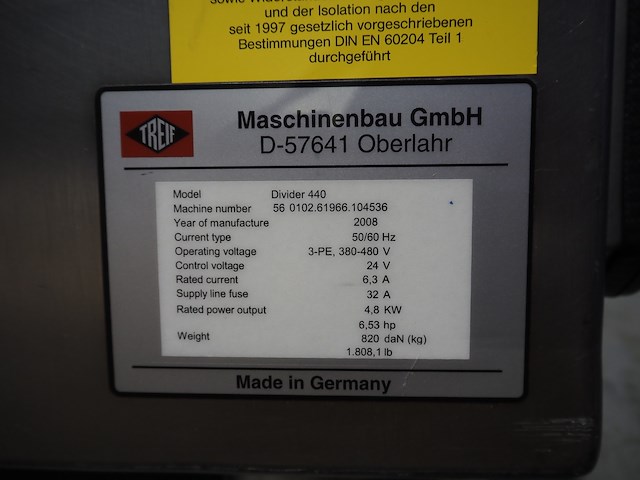 und der Isolation nach den
seit 1997 gesetzlich vorgeschriebenen
Bestimmungen DIN EN 60204 Teil 1
durchgeführt
TREIF
Maschinenbau GmbH
D-57641 Oberlahr
Model Divider 440
Machine number 56 0102.61966.104536
Year of manufacture 2008
Current type 50/60 Hz
Operating voltage 3-PE, 380-480 V
Control voltage 24 V
Rated current 6,3 A
Supply line fuse 32 A
Rated power output 4,8 KW
6,53 hp
Weight 820 daN (kg)
1.808,1 lb
Made in Germany